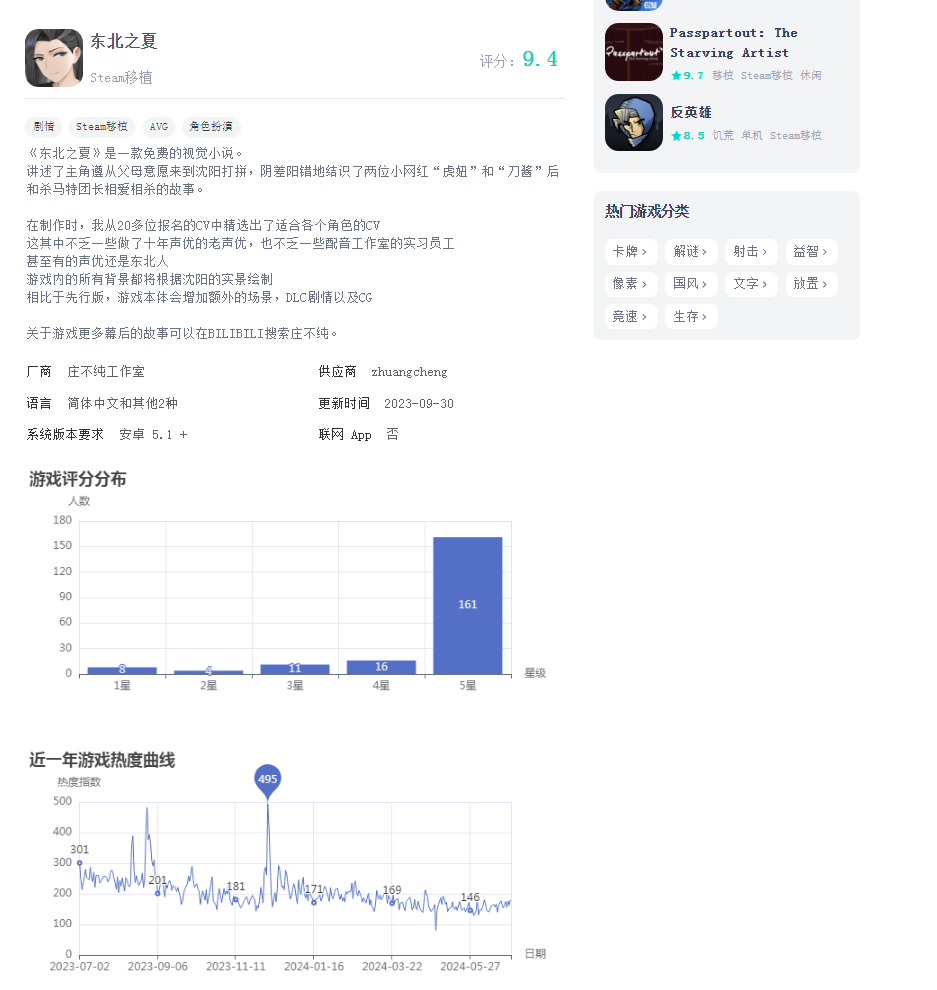 东北之夏
Steam移植
评分：9.4
剧情 Steam移植 AVG 角色扮演
《东北之夏》是一款免费的视觉小说。
讲述了主角遵从父母意愿来到沈阳打拼，阴差阳错地结识了两位小网红“虎妞”和“刀酱”后
和杀马特团长相爱相杀的故事。
在制作时，我从20多位报名的CV中精选出了适合各个角色的CV
这其中不乏一些做了十年声优的老声优，也不乏一些配音工作室的实习员工
甚至有的声优还是东北人
游戏内的所有背景都将根据沈阳的实景绘制
相比于先行版，游戏本体会增加额外的场景，DLC剧情以及CG
关于游戏更多幕后的故事可以在BILIBILI搜索庄不纯。
厂商 庄不纯工作室
供应商 zhuangcheng
语言 简体中文和其他2种
更新时间 2023-09-30
系统版本要求 安卓 5.1 +
联网 App 否
游戏评分分布
人数
180
150
120
90
60
30
0
8
4
11
16
161
1星 2星 3星 4星 5星
星级
近一年游戏热度曲线
热度指数
500
400
300
200
100
0
301
201
181
495
171
169
146
2023-07-02 2023-09-06 2023-11-11 2024-01-16 2024-03-22 2024-05-27
日期
Passpartout
Passpartout: The
Starving Artist
★9.7 移植 Steam移植 休闲
反英雄
★8.5 饥荒 单机 Steam移植
热门游戏分类
卡牌 › 解谜 › 射击 › 益智 ›
像素 › 国风 › 文字 › 放置 ›
竞速 › 生存 ›